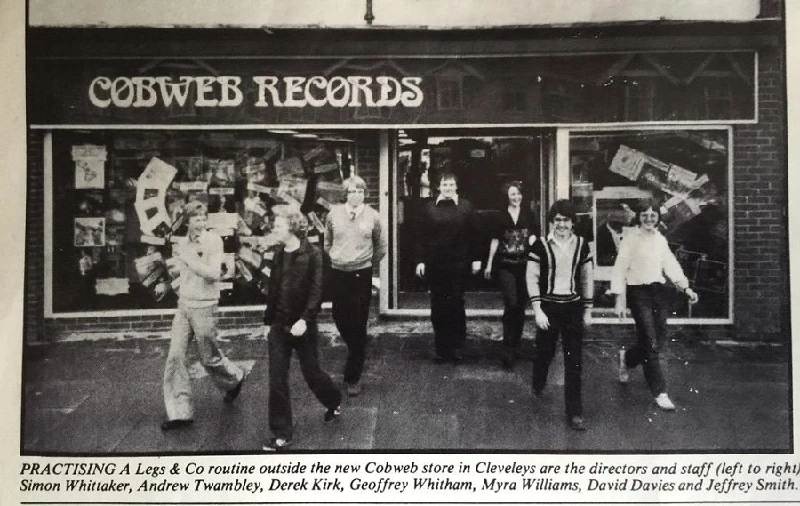 COBWEB RECORDS
PRACTISING A Legs & Co routine outside the new Cobweb store in Cleveleys are the directors and staff (left to right)
Simon Whittaker, Andrew Twambley, Derek Kirk, Geoffrey Whitham, Myra Williams, David Davies and Jeffrey Smith.